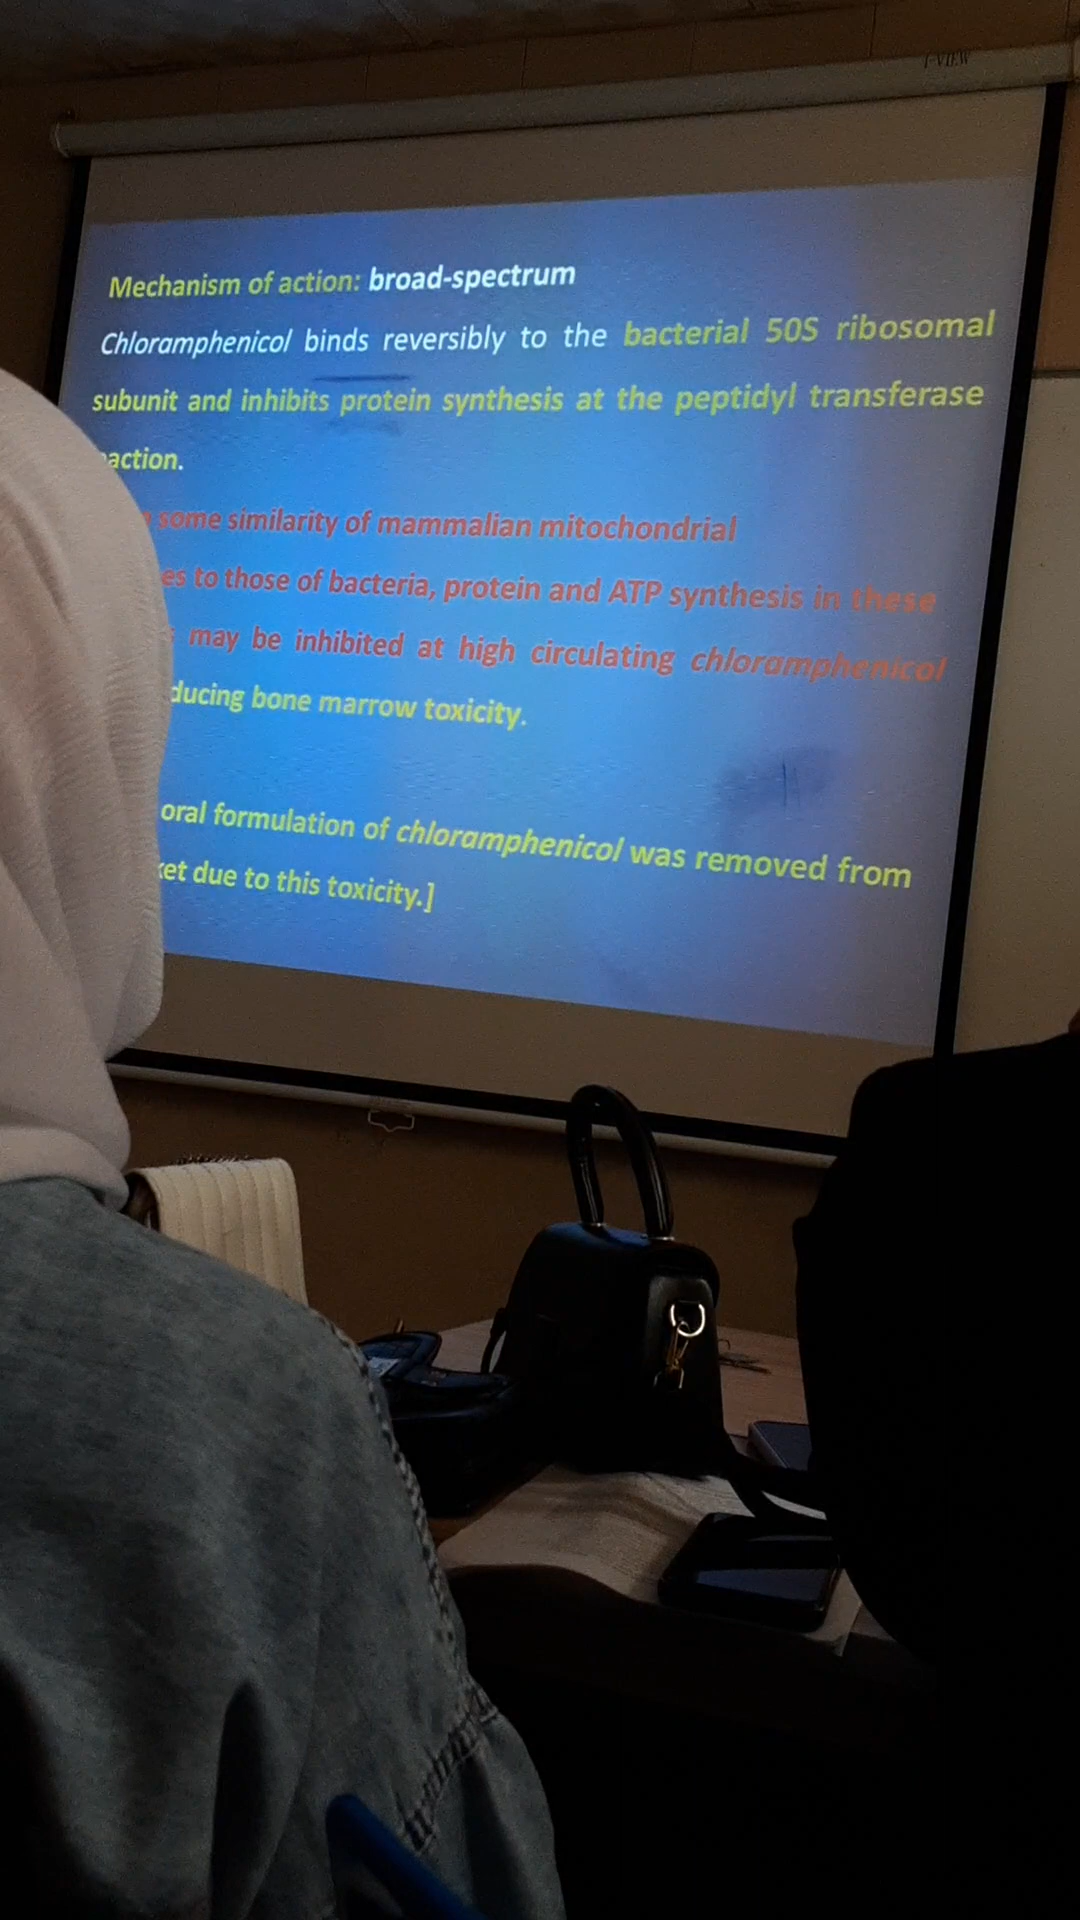 I-VIEW
Mechanism of action: broad-spectrum
Chloramphenicol binds reversibly to the bacterial 50S ribosomal
subunit and inhibits protein synthesis at the peptidyl transferase
action.
some similarity of mammalian mitochondrial
es to those of bacteria, protein and ATP synthesis in these
may be inhibited at high circulating chloramphenicol
ducing bone marrow toxicity.
oral formulation of chloramphenicol was removed from
ket due to this toxicity.]